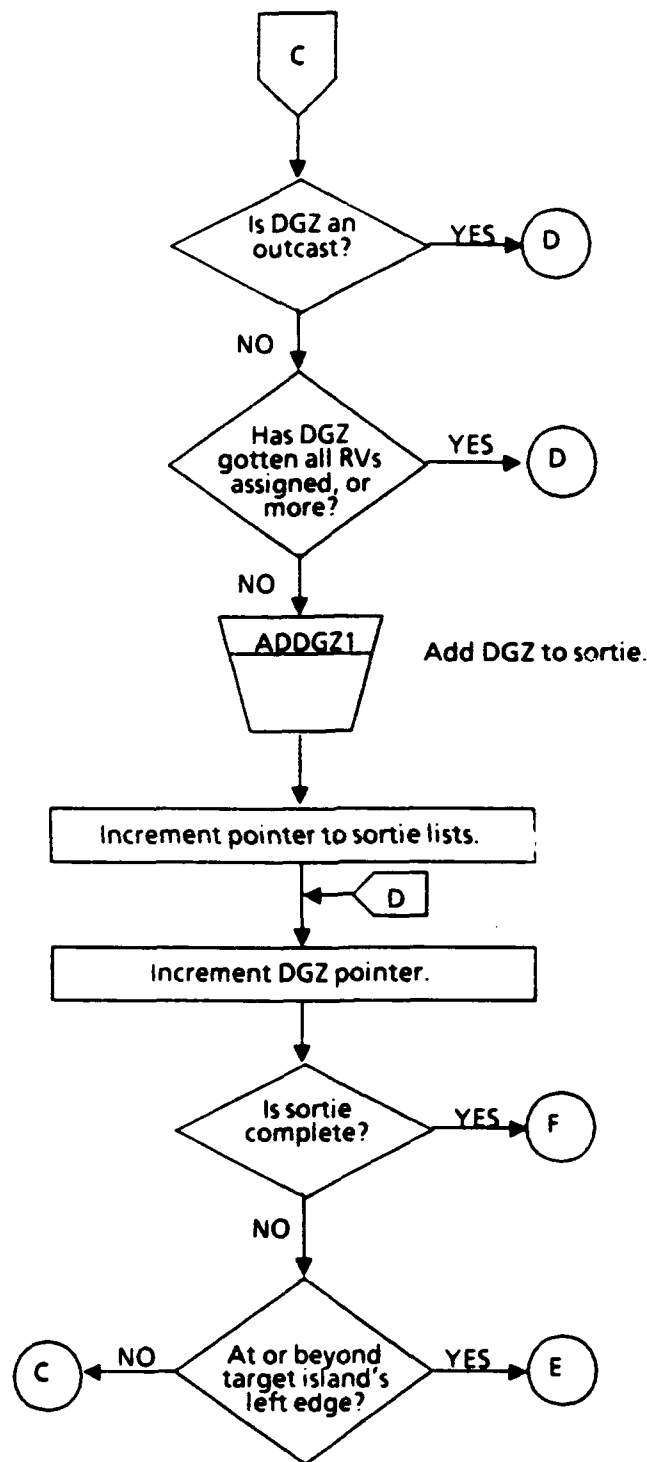 C
Is DGZ an
outcast?
YES
D
NO
Has DGZ
gotten all RVs
assigned, or
more?
YES
D
NO
ADDGZ1
Add DGZ to sortie.
Increment pointer to sortie lists.
D
Increment DGZ pointer.
Is sortie
complete?
YES
F
NO
C
NO
At or beyond
target island's
left edge?
YES
E